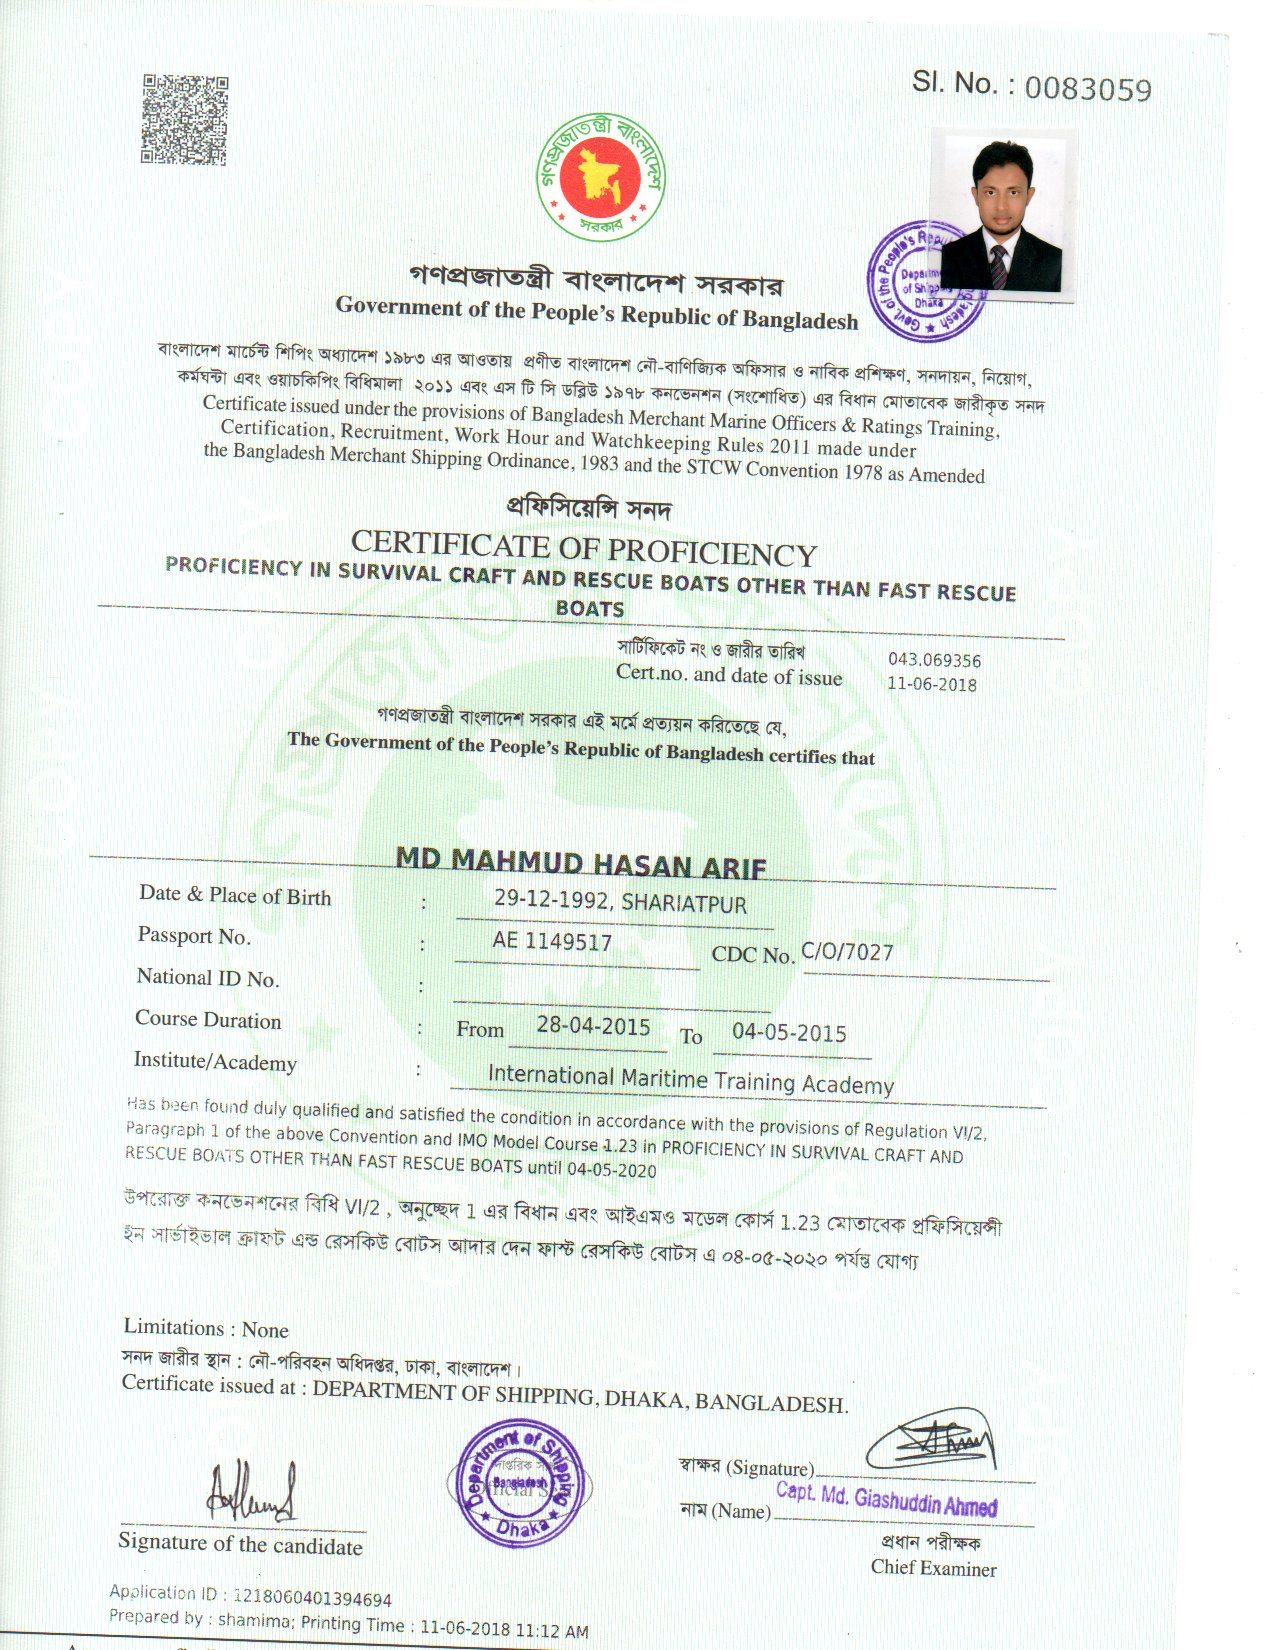 Sl. No. : 0083059
গণপ্রজাতন্ত্রী বাংলাদেশ
সরকার
Govt. of the People's Repu
Department of Shipping
Dhaka
গণপ্রজাতন্ত্রী বাংলাদেশ সরকার
Government of the People's Republic of Bangladesh
বাংলাদেশ মার্চেন্ট শিপিং অধ্যাদেশ ১৯৮৩ এর আওতায় প্রণীত বাংলাদেশ নৌ-বাণিজ্যিক অফিসার ও নাবিক প্রশিক্ষণ, সনদায়ন, নিয়োগ,
কর্মঘন্টা এবং ওয়াচকিপিং বিধিমালা ২০১১ এবং এস টি সি ডব্লিউ ১৯৭৮ কনভেনশন (সংশোধিত) এর বিধান মোতাবেক জারীকৃত সনদ
Certificate issued under the provisions of Bangladesh Merchant Marine Officers & Ratings Training,
Certification, Recruitment, Work Hour and Watchkeeping Rules 2011 made under
the Bangladesh Merchant Shipping Ordinance, 1983 and the STCW Convention 1978 as Amended
প্রফিসিয়েন্সি সনদ
CERTIFICATE OF PROFICIENCY
PROFICIENCY IN SURVIVAL CRAFT AND RESCUE BOATS OTHER THAN FAST RESCUE
BOATS
সার্টিফিকেট নং ও জারীর তারিখ 043.069356
Cert.no. and date of issue 11-06-2018
গণপ্রজাতন্ত্রী বাংলাদেশ সরকার এই মর্মে প্রত্যয়ন করিতেছে যে,
The Government of the People's Republic of Bangladesh certifies that
MD MAHMUD HASAN ARIF
Date & Place of Birth : 29-12-1992, SHARIATPUR
Passport No. : AE 1149517 CDC No. C/O/7027
National ID No. :
Course Duration : From 28-04-2015 To 04-05-2015
Institute/Academy : International Maritime Training Academy
Has been found duly qualified and satisfied the condition in accordance with the provisions of Regulation VI/2,
Paragraph 1 of the above Convention and IMO Model Course 1.23 in PROFICIENCY IN SURVIVAL CRAFT AND
RESCUE BOATS OTHER THAN FAST RESCUE BOATS until 04-05-2020
উপরোক্ত কনভেনশনের বিধি VI/2 , অনুচ্ছেদ 1 এর বিধান এবং আইএমও মডেল কোর্স 1.23 মোতাবেক প্রফিসিয়েন্সী
ইন সার্ভাইভাল ক্রাফট এন্ড রেসকিউ বোটস আদার দেন ফাস্ট রেসকিউ বোটস এ ০৪-০৫-২০২০ পর্যন্ত যোগ্য
Limitations : None
সনদ জারীর স্থান : নৌ-পরিবহন অধিদপ্তর, ঢাকা, বাংলাদেশ।
Certificate issued at : DEPARTMENT OF SHIPPING, DHAKA, BANGLADESH.
Department of Shipping
Bangladesh
Dhaka
স্বাক্ষর (Signature)
নাম (Name) Capt. Md. Giashuddin Ahmed
প্রধান পরীক্ষক
Chief Examiner
Signature of the candidate
Application ID : 1218060401394694
Prepared by : shamima; Printing Time : 11-06-2018 11:12 AM